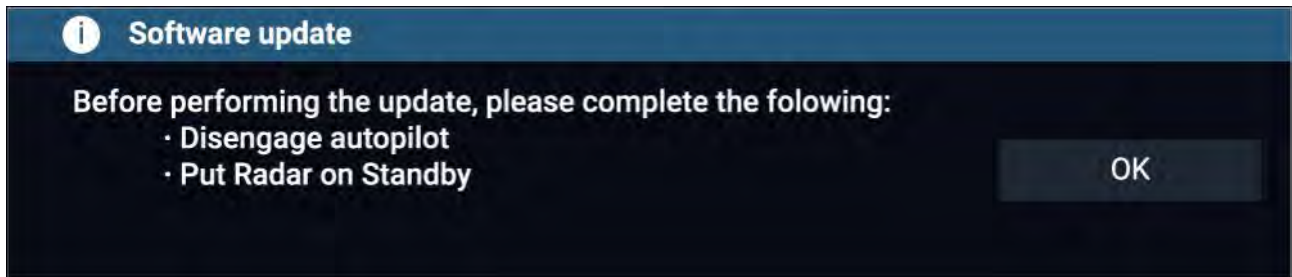 Software update
Before performing the update, please complete the folowing:
· Disengage autopilot
· Put Radar on Standby
OK